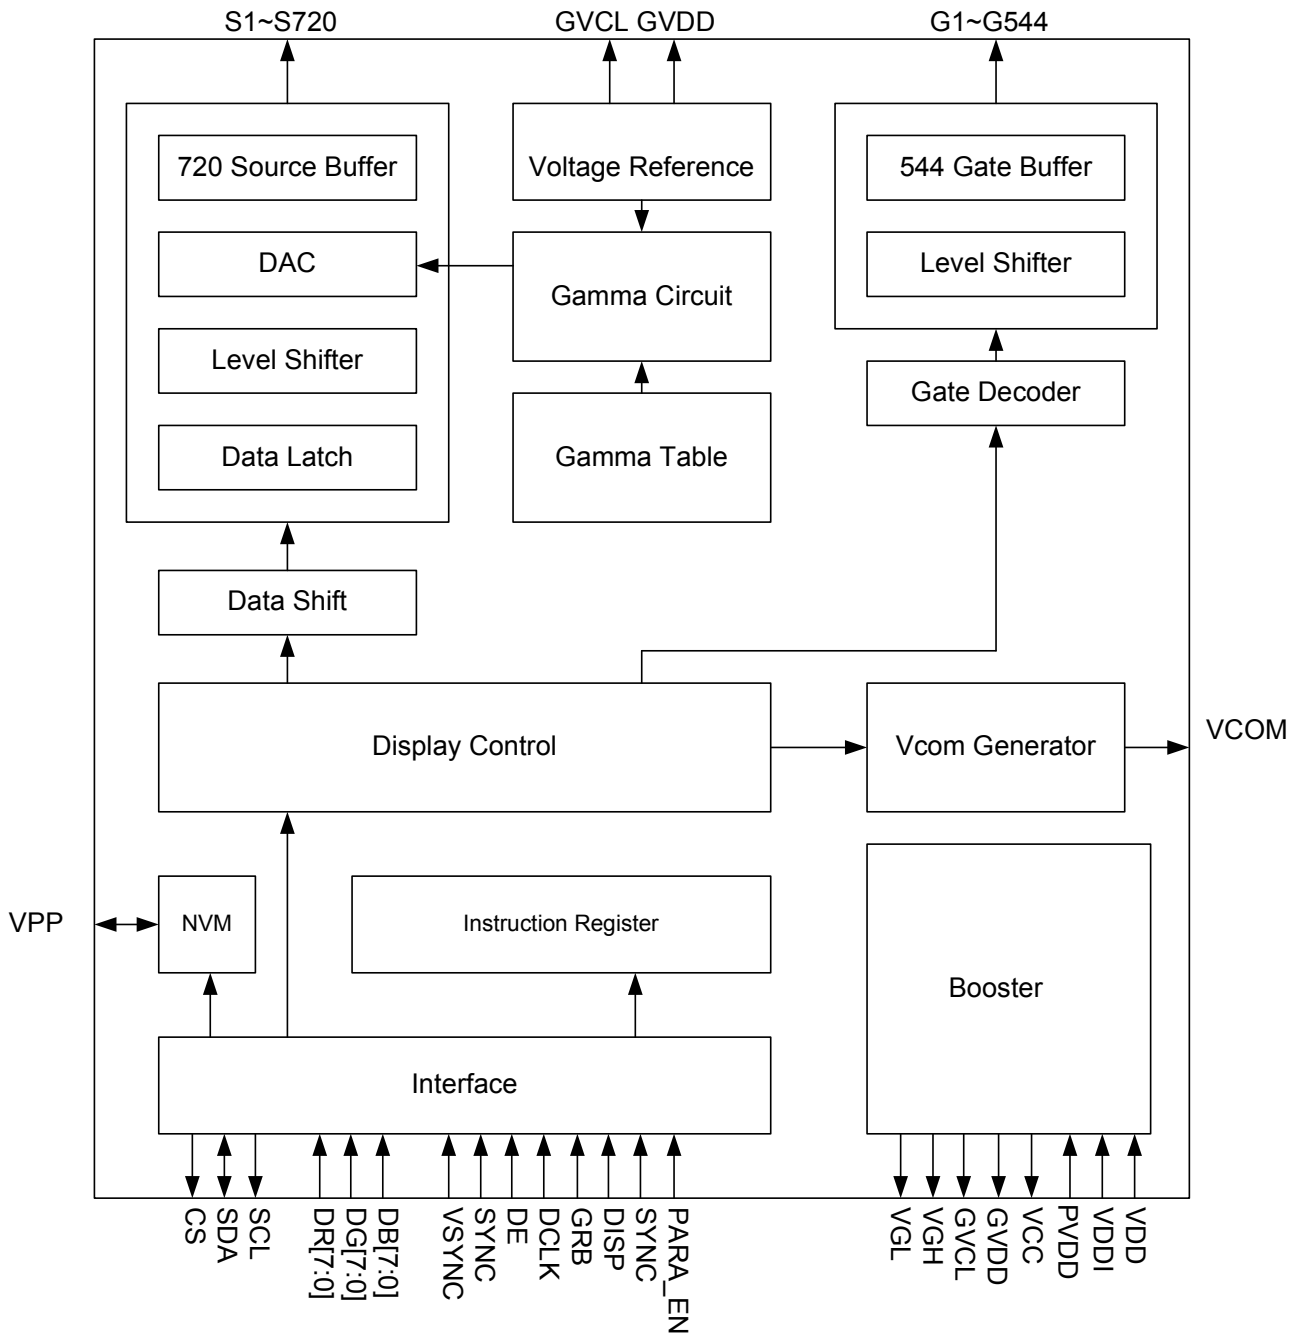 S1~S720
GVCL GVDD
G1~G544
720 Source Buffer
Voltage Reference
544 Gate Buffer
DAC
Gamma Circuit
Level Shifter
Level Shifter
Gate Decoder
Data Latch
Gamma Table
Data Shift
Display Control
Vcom Generator
VCOM
VPP
NVM
Instruction Register
Booster
Interface
CS
SDA
SCL
DR[7:0]
DG[7:0]
DB[7:0]
VSYNC
SYNC
DE
DCLK
GRB
DISP
SYNC
PARA_EN
VGL
VGH
GVCL
GVDD
VCC
PVDD
VDDI
VDD